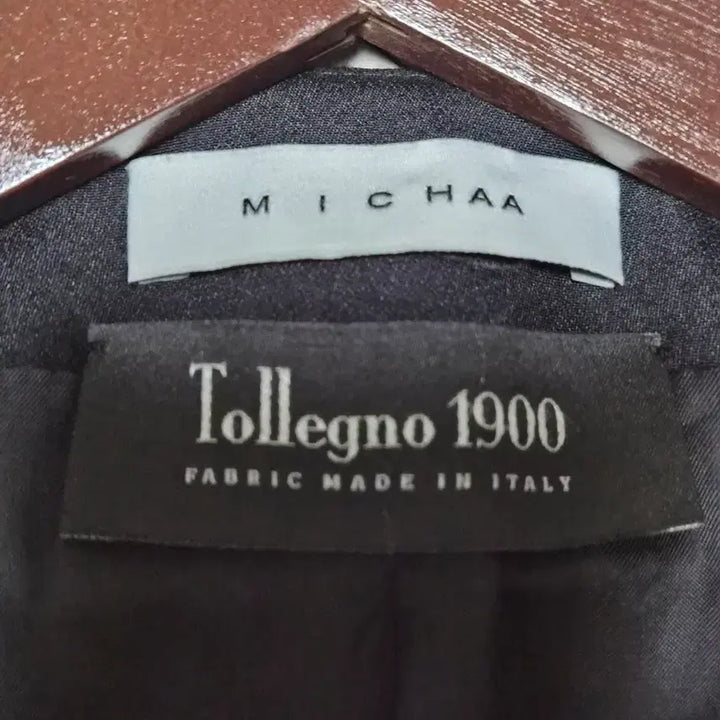 MICHAA
Tollegno 1900
FABRIC MADE IN ITALY